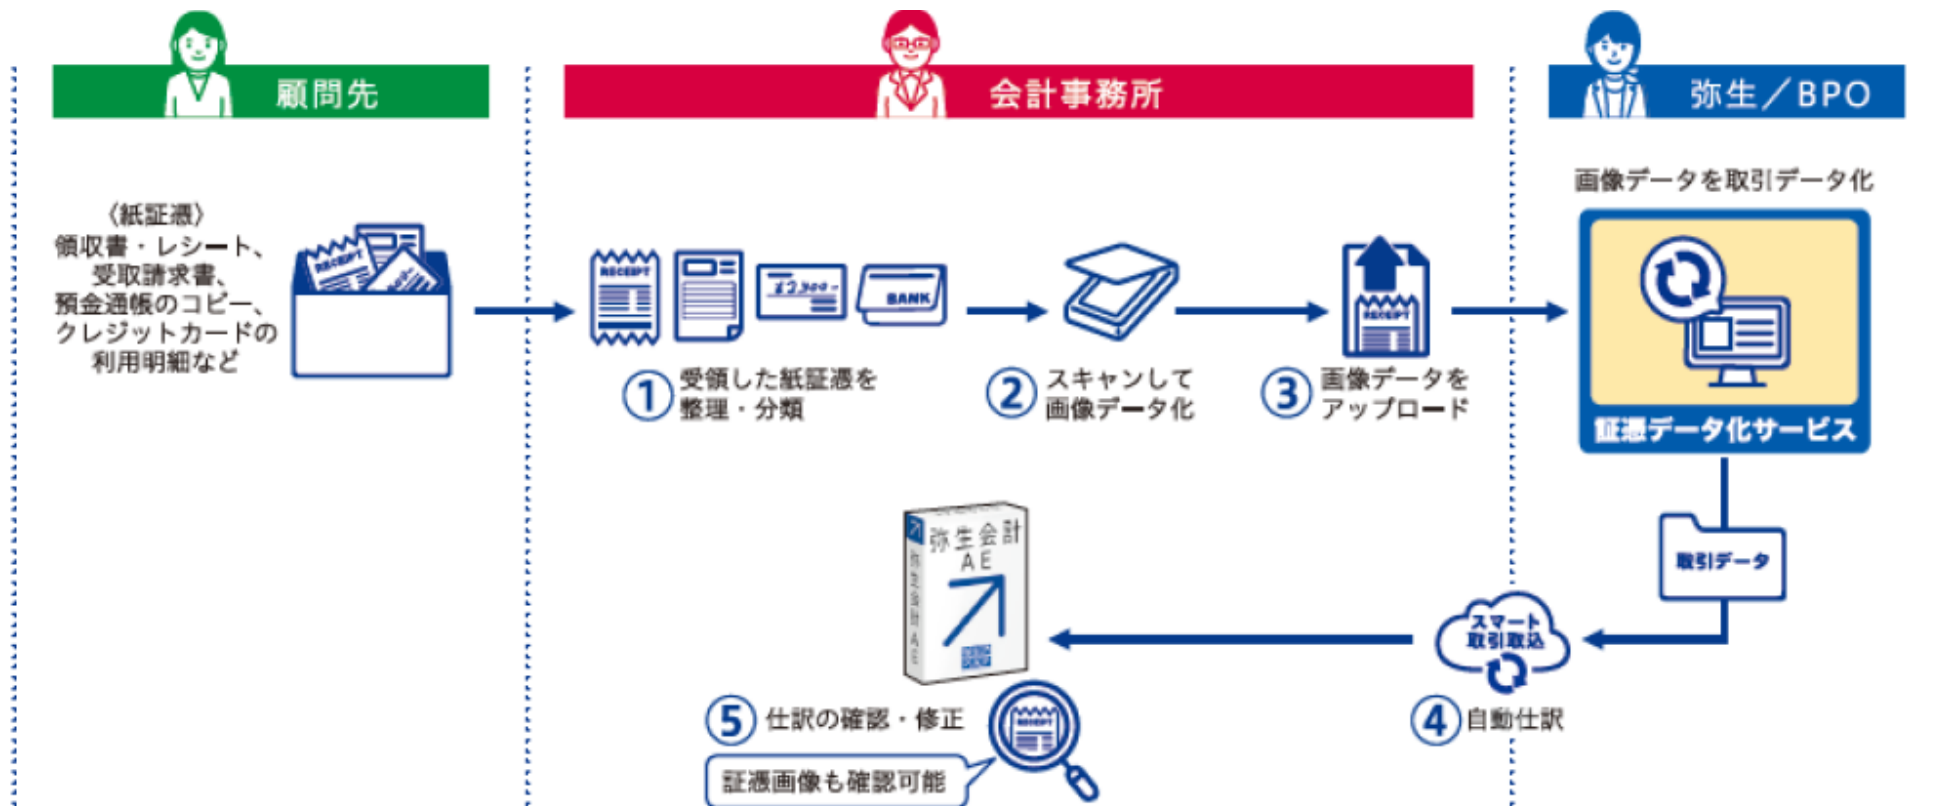 顧問先
会計事務所
弥生／BPO
〈紙証憑〉
領収書・レシート、
受取請求書、
預金通帳のコピー、
クレジットカードの
利用明細など
RECEIPT
RECEIPT
BANK
① 受領した紙証憑を
整理・分類
② スキャンして
画像データ化
RECEIPT
③ 画像データを
アップロード
画像データを取引データ化
証憑データ化サービス
取引データ
スマート
取引取込
④ 自動仕訳
弥生会計
AE
弥生会計 AE
⑤ 仕訳の確認・修正
RECEIPT
証憑画像も確認可能